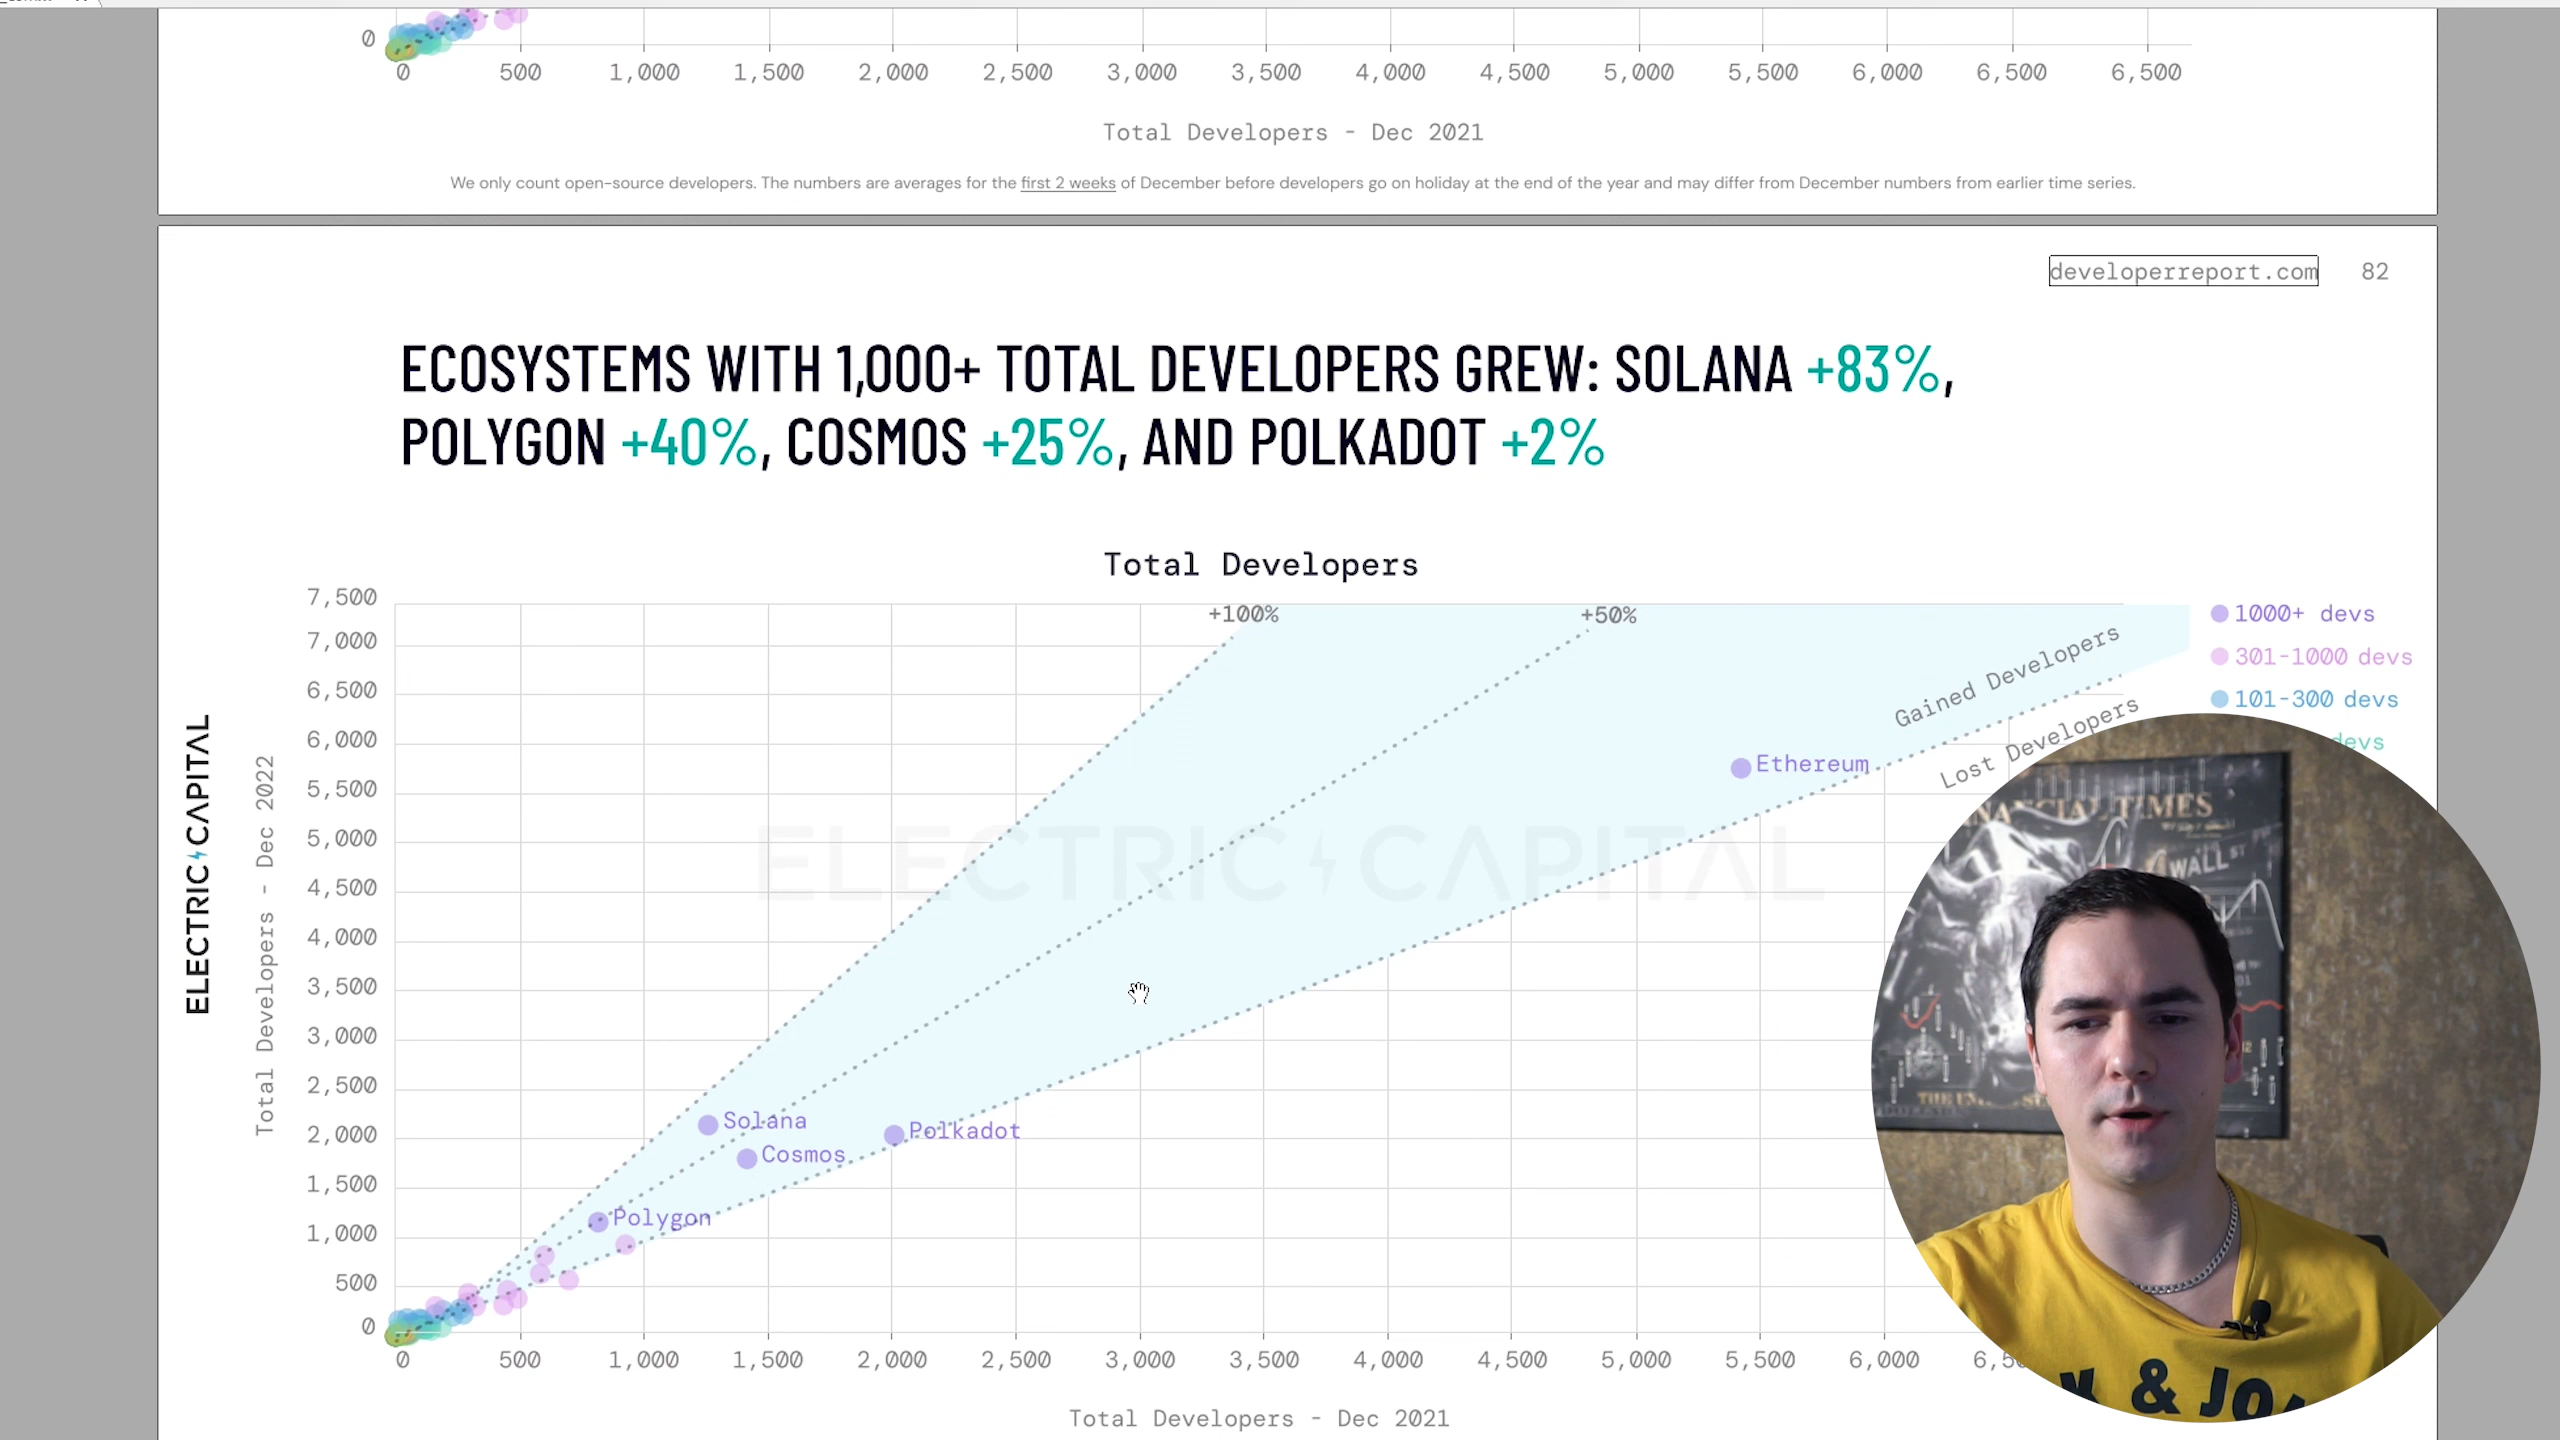 0
0 500 1,000 1,500 2,000 2,500 3,000 3,500 4,000 4,500 5,000 5,500 6,000 6,500 6,500
Total Developers - Dec 2021
We only count open-source developers. The numbers are averages for the first 2 weeks of December before developers go on holiday at the end of the year and may differ from December numbers from earlier time series.
developerreport.com 82
ECOSYSTEMS WITH 1,000+ TOTAL DEVELOPERS GREW: SOLANA +83%,
POLYGON +40%, COSMOS +25%, AND POLKADOT +2%
Total Developers
ELECTRIC CAPITAL
Total Developers - Dec 2022
7,500
7,000
6,500
6,000
5,500
5,000
4,500
4,000
3,500
3,000
2,500
2,000
1,500
1,000
500
0
+100%
+50%
Gained Developers
Lost Developers
Ethereum
ELECTRIC CAPITAL
Solana
Polkadot
Cosmos
Polygon
1000+ devs
301-1000 devs
101-300 devs
devs
0 500 1,000 1,500 2,000 2,500 3,000 3,500 4,000 4,500 5,000 5,500 6,000
Total Developers - Dec 2021
TIMES
WALL ST
& JO